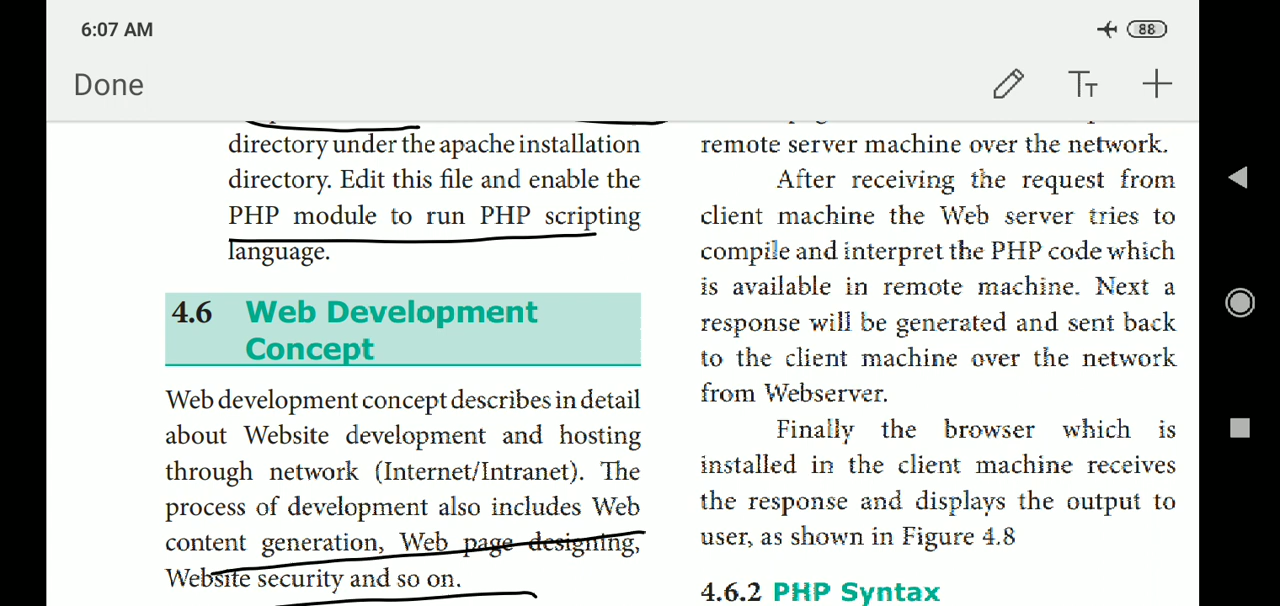 6:07 AM
88
Done
directory under the apache installation
directory. Edit this file and enable the
PHP module to run PHP scripting
language.
4.6 Web Development
Concept
Web development concept describes in detail
about Website development and hosting
through network (Internet/Intranet). The
process of development also includes Web
content generation, Web page designing,
Website security and so on.
remote server machine over the network.
After receiving the request from
client machine the Web server tries to
compile and interpret the PHP code which
is available in remote machine. Next a
response will be generated and sent back
to the client machine over the network
from Webserver.
Finally the browser which is
installed in the client machine receives
the response and displays the output to
user, as shown in Figure 4.8
4.6.2 PHP Syntax